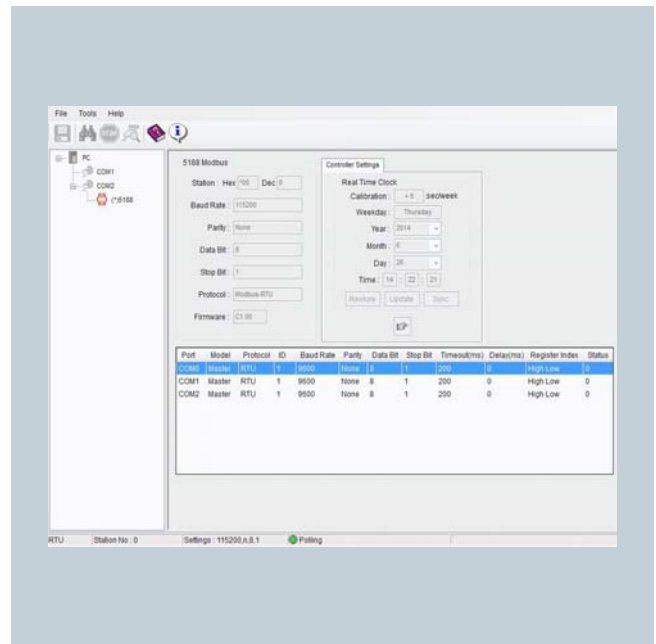 File Tools Help
STOP
PC
COM1
COM2
(*)5188
5188 Modbus
Station : Hex *00 Dec 0
Baud Rate : 115200
Parity : None
Data Bit : 8
Stop Bit : 1
Protocol : Modbus-RTU
Firmware : C1.00
Controller Settings
Real Time Clock
Calibration : + 0 sec/week
Weekday : Thursday
Year : 2014
Month : 6
Day : 26
Time : 14 : 22 : 21
Restore Update Sync
Port Model Protocol ID Baud Rate Parity Data Bit Stop Bit Timeout(ms) Delay(ms) Register Index Status
COM0 Master RTU 1 9600 None 8 1 200 0 High Low 0
COM1 Master RTU 1 9600 None 8 1 200 0 High Low 0
COM2 Master RTU 1 9600 None 8 1 200 0 High Low 0
RTU Station No : 0 Settings : 115200,n,8,1 Polling